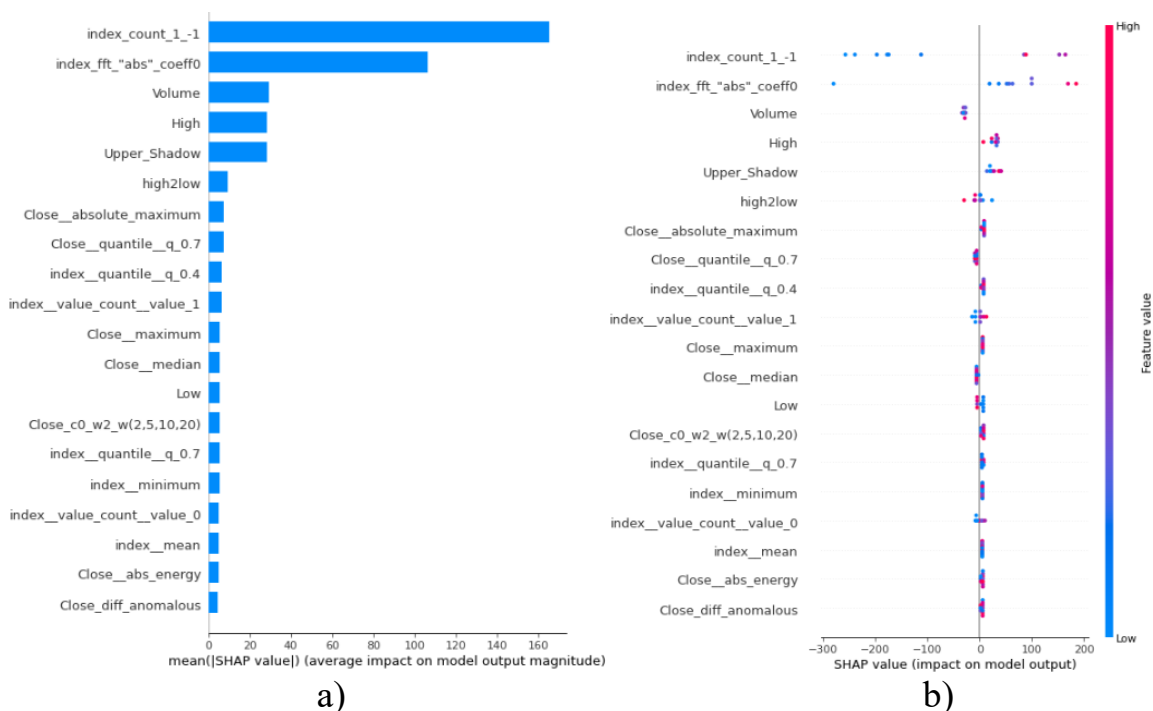 index_count_1_-1
index_fft_"abs"_coeff0
Volume
High
Upper_Shadow
high2low
Close__absolute_maximum
Close__quantile__q_0.7
index__quantile__q_0.4
index__value_count__value_1
Close__maximum
Close__median
Low
Close_c0_w2_w(2,5,10,20)
index__quantile__q_0.7
index__minimum
index__value_count__value_0
index__mean
Close__abs_energy
Close_diff_anomalous
0 20 40 60 80 100 120 140 160
mean(|SHAP value|) (average impact on model output magnitude)
a)
index_count_1_-1
index_fft_"abs"_coeff0
Volume
High
Upper_Shadow
high2low
Close__absolute_maximum
Close__quantile__q_0.7
index__quantile__q_0.4
index__value_count__value_1
Close__maximum
Close__median
Low
Close_c0_w2_w(2,5,10,20)
index__quantile__q_0.7
index__minimum
index__value_count__value_0
index__mean
Close__abs_energy
Close_diff_anomalous
−300 −200 −100 0 100 200
SHAP value (impact on model output)
High
Feature value
Low
b)